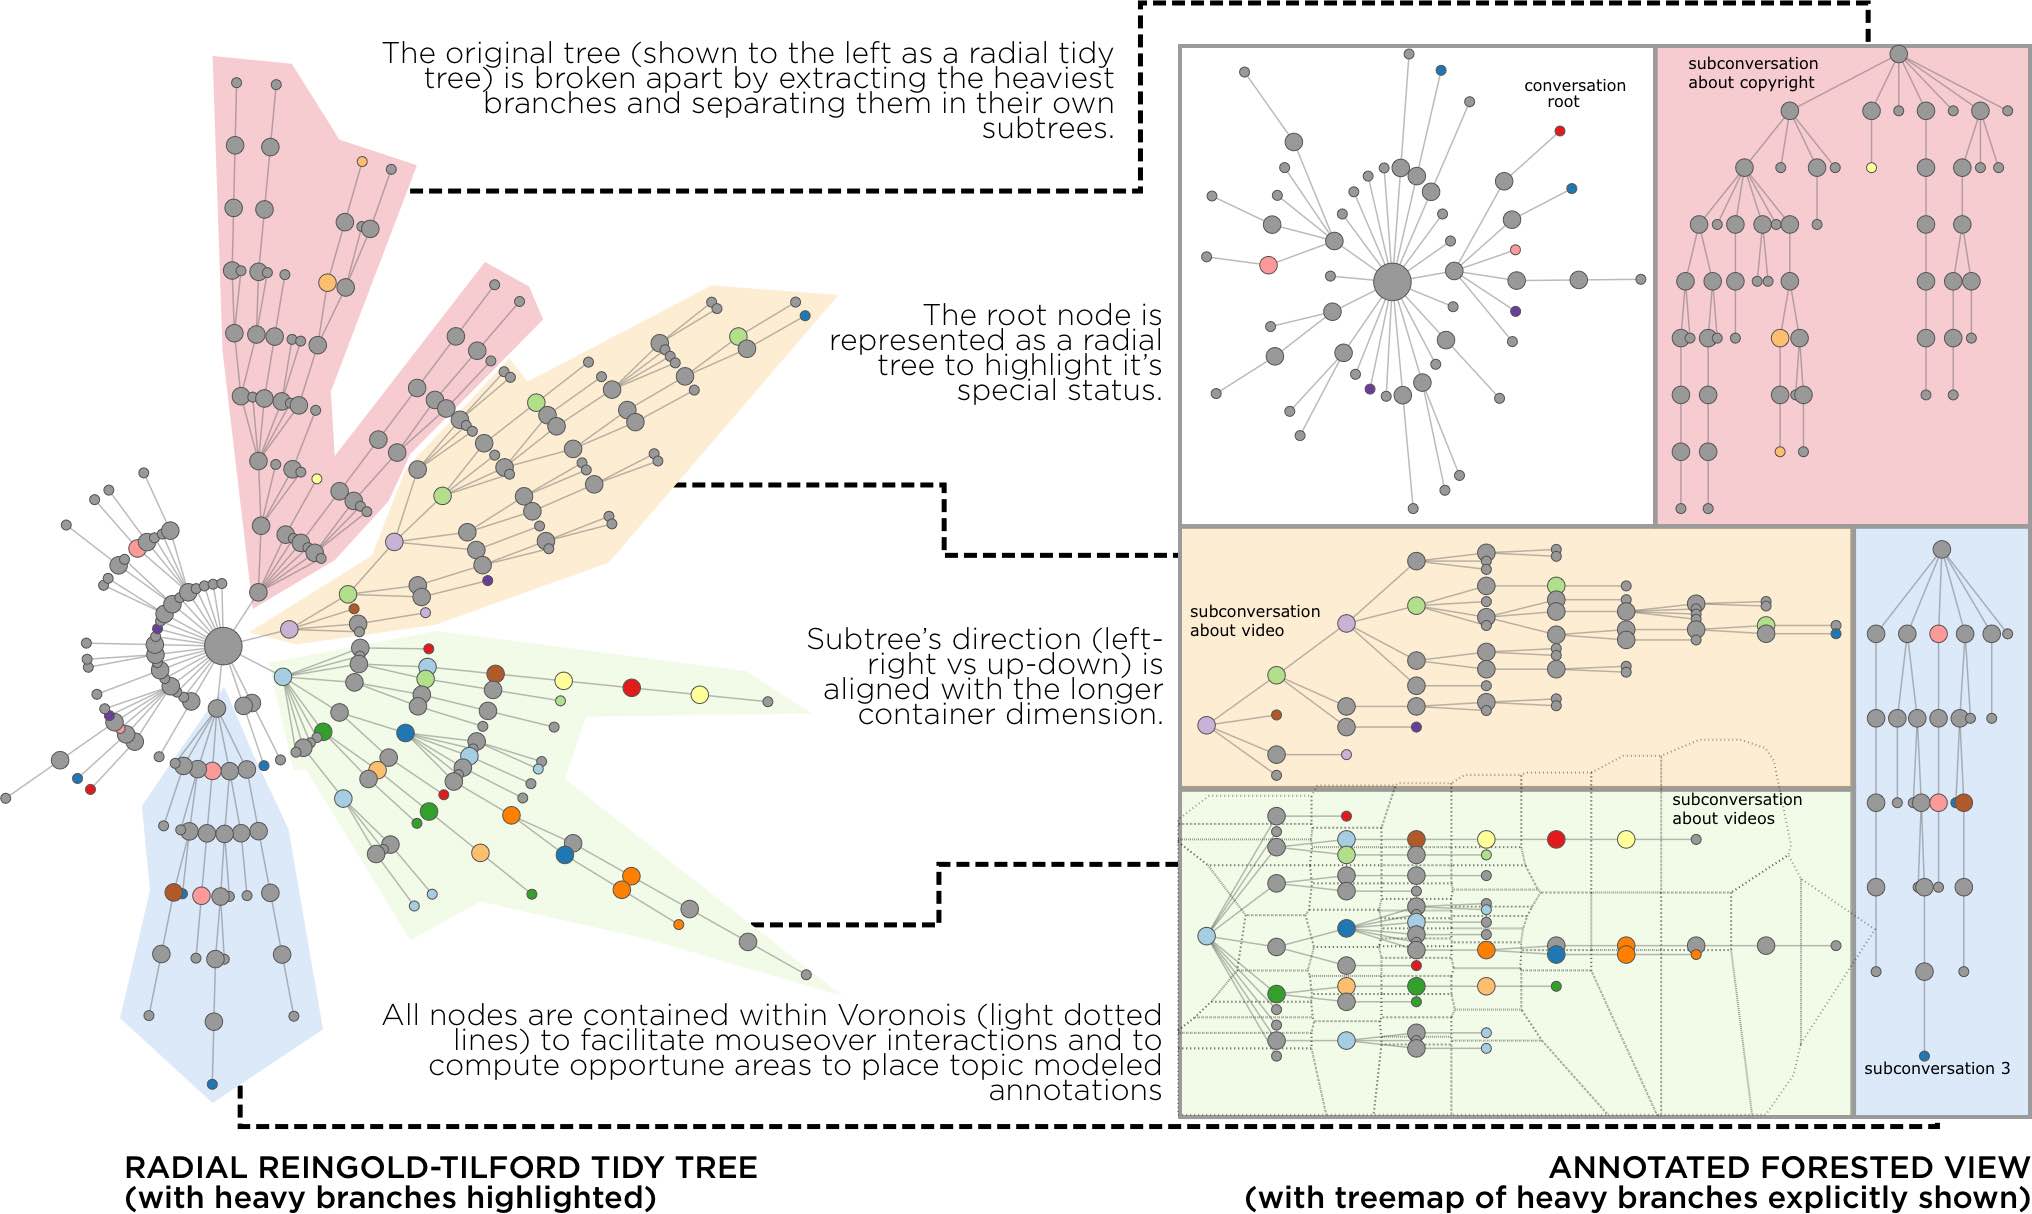 The original tree (shown to the left as a radial tidy
tree) is broken apart by extracting the heaviest
branches and separating them in their own
subtrees.
conversation
root
subconversation
about copyright
The root node is
represented as a radial
tree to highlight it's
special status.
subconversation
about video
Subtree's direction (left-
right vs up-down) is
aligned with the longer
container dimension.
subconversation
about videos
All nodes are contained within Voronois (light dotted
lines) to facilitate mouseover interactions and to
compute opportune areas to place topic modeled
annotations
subconversation 3
RADIAL REINGOLD-TILFORD TIDY TREE
(with heavy branches highlighted)
ANNOTATED FORESTED VIEW
(with treemap of heavy branches explicitly shown)